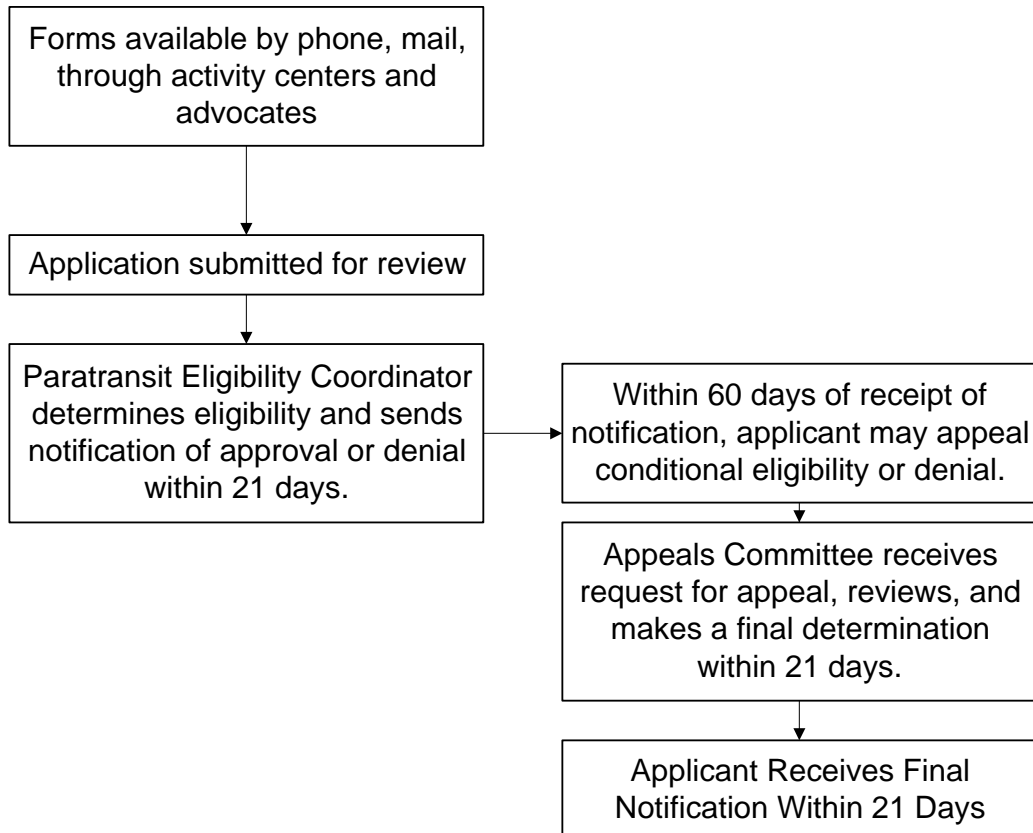 Forms available by phone, mail,
through activity centers and
advocates
Application submitted for review
Paratransit Eligibility Coordinator
determines eligibility and sends
notification of approval or denial
within 21 days.
Within 60 days of receipt of
notification, applicant may appeal
conditional eligibility or denial.
Appeals Committee receives
request for appeal, reviews, and
makes a final determination
within 21 days.
Applicant Receives Final
Notification Within 21 Days